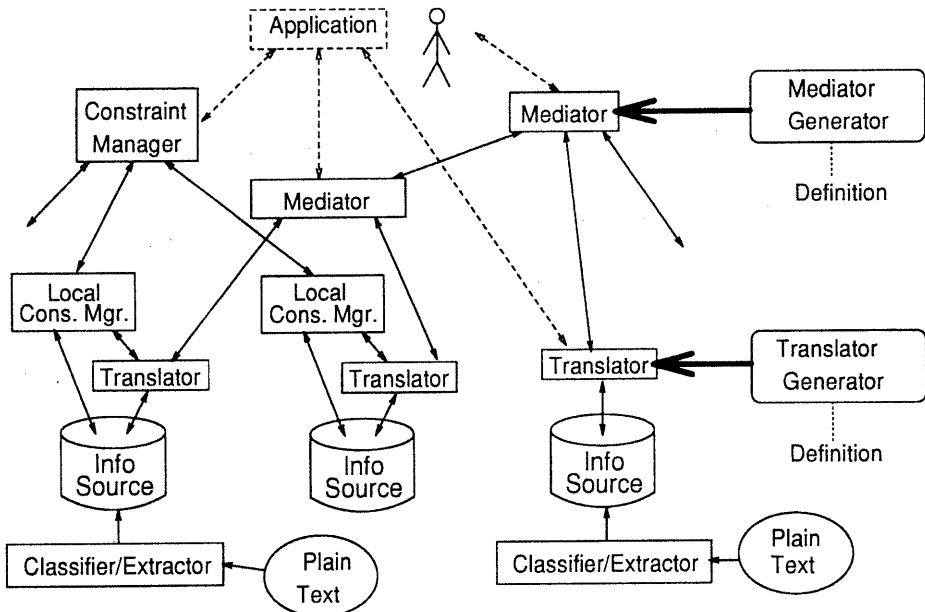 Application
Constraint
Manager
Mediator
Mediator
Generator
Definition
Mediator
Local
Cons. Mgr.
Local
Cons. Mgr.
Translator
Translator
Translator
Translator
Generator
Definition
Info
Source
Info
Source
Info
Source
Classifier/Extractor
Plain
Text
Classifier/Extractor
Plain
Text